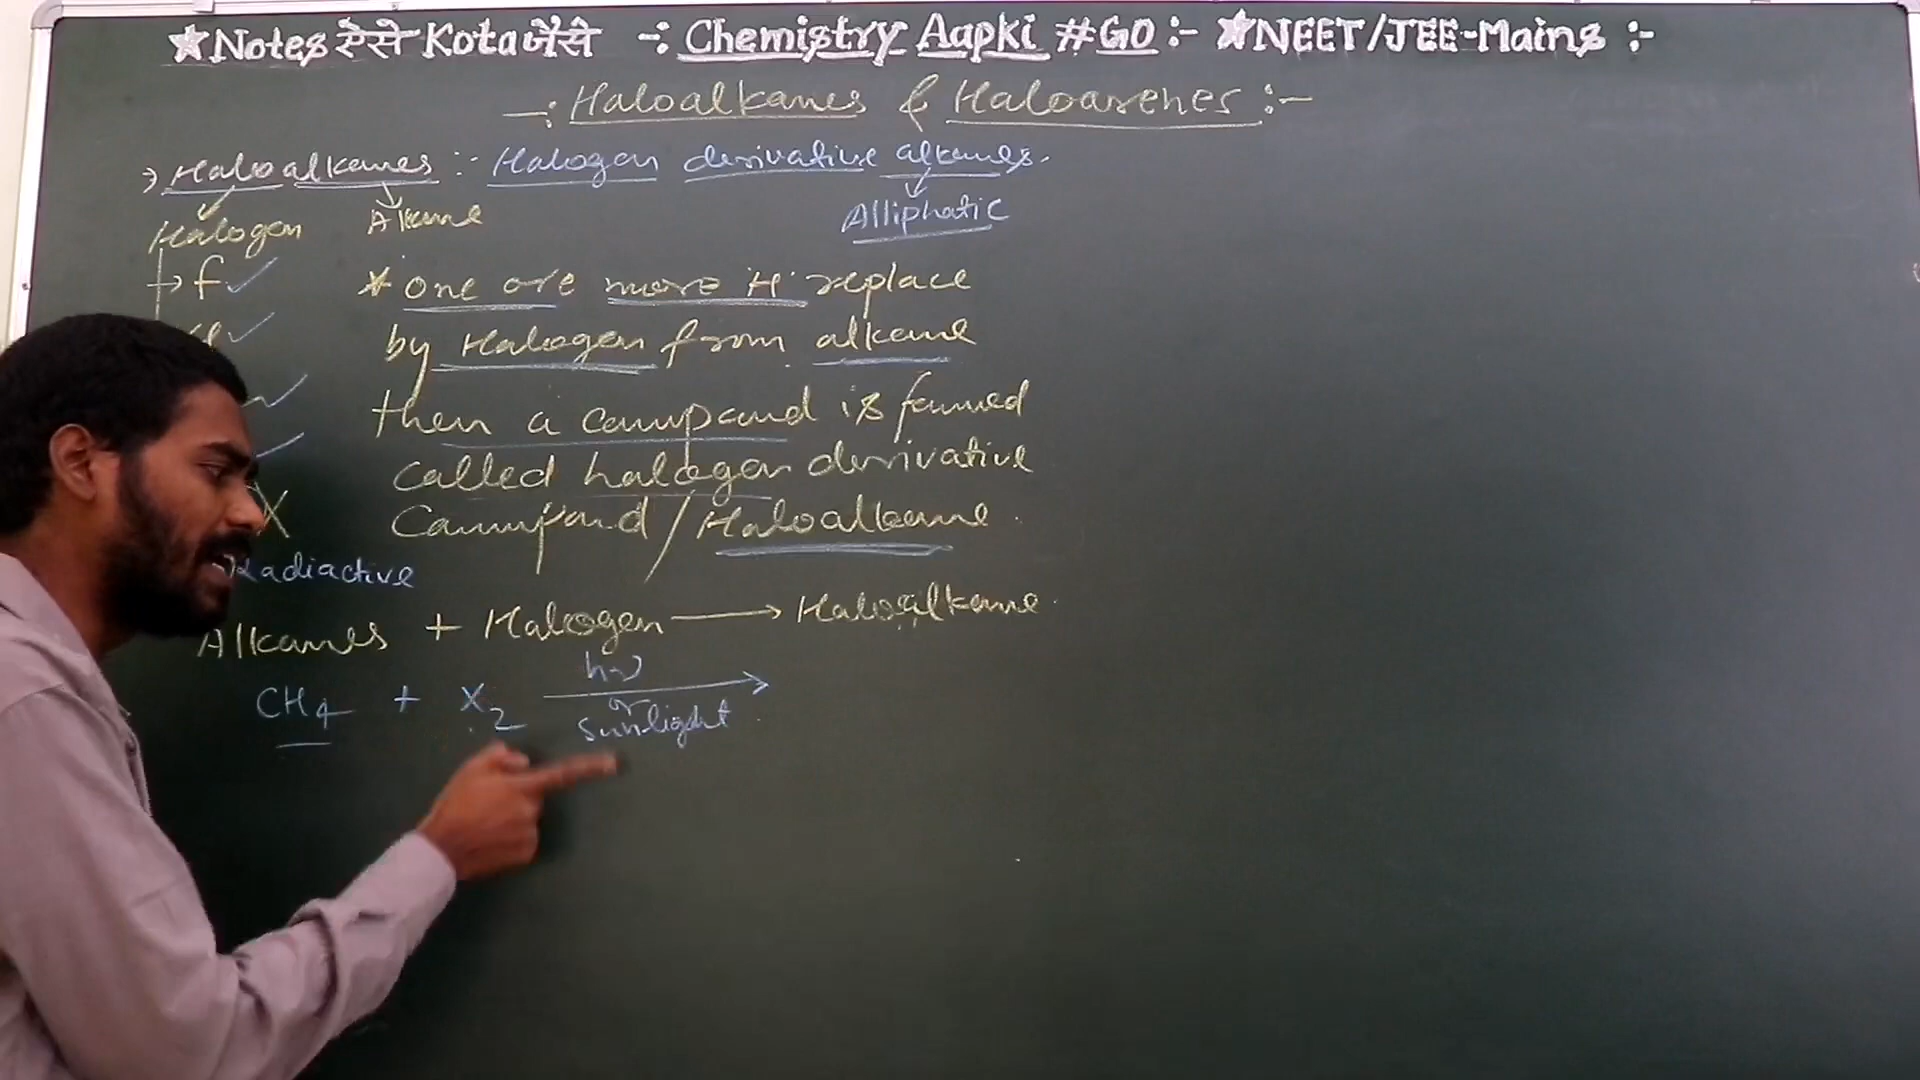 ★Notes ऐसे Kota जैसे -: Chemistry Aapki #GO :- ★NEET/JEE-Mains :-
-: Haloalkanes & Haloarenes :-
→ Haloalkanes :- Halogen derivative alkanes.
Halogen Alkane Alliphatic
→ F ✓ * one are more H replace
✓ by Halogen from alkane
✓ then a compound is formed
✓ called halogen derivative
X Compound / Haloalkane.
Radiactive
Alkanes + Halogen ⟶ Haloalkane.
hν
CH4 + X2 ⟶
or
Sunlight